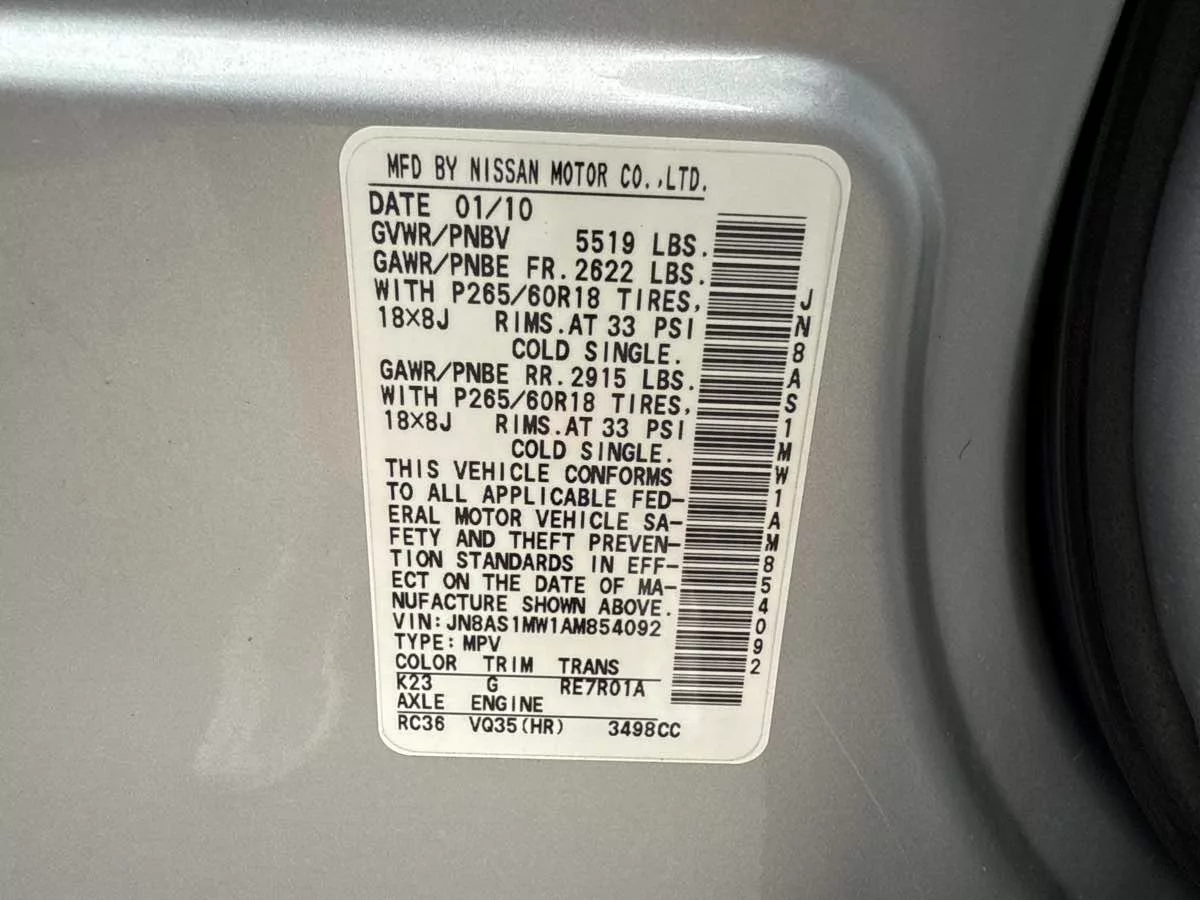 MFD BY NISSAN MOTOR CO.,LTD.
DATE 01/10
GVWR/PNBV 5519 LBS.
GAWR/PNBE FR.2622 LBS.
WITH P265/60R18 TIRES,
18×8J RIMS.AT 33 PSI
COLD SINGLE.
GAWR/PNBE RR.2915 LBS.
WITH P265/60R18 TIRES,
18×8J RIMS.AT 33 PSI
COLD SINGLE.
THIS VEHICLE CONFORMS
TO ALL APPLICABLE FED-
ERAL MOTOR VEHICLE SA-
FETY AND THEFT PREVEN-
TION STANDARDS IN EFF-
ECT ON THE DATE OF MA-
NUFACTURE SHOWN ABOVE.
VIN:JN8AS1MW1AM854092
TYPE:MPV
COLOR TRIM TRANS
K23 G RE7R01A
AXLE ENGINE
RC36 VQ35(HR) 3498CC
JN8AS1MW1AM854092